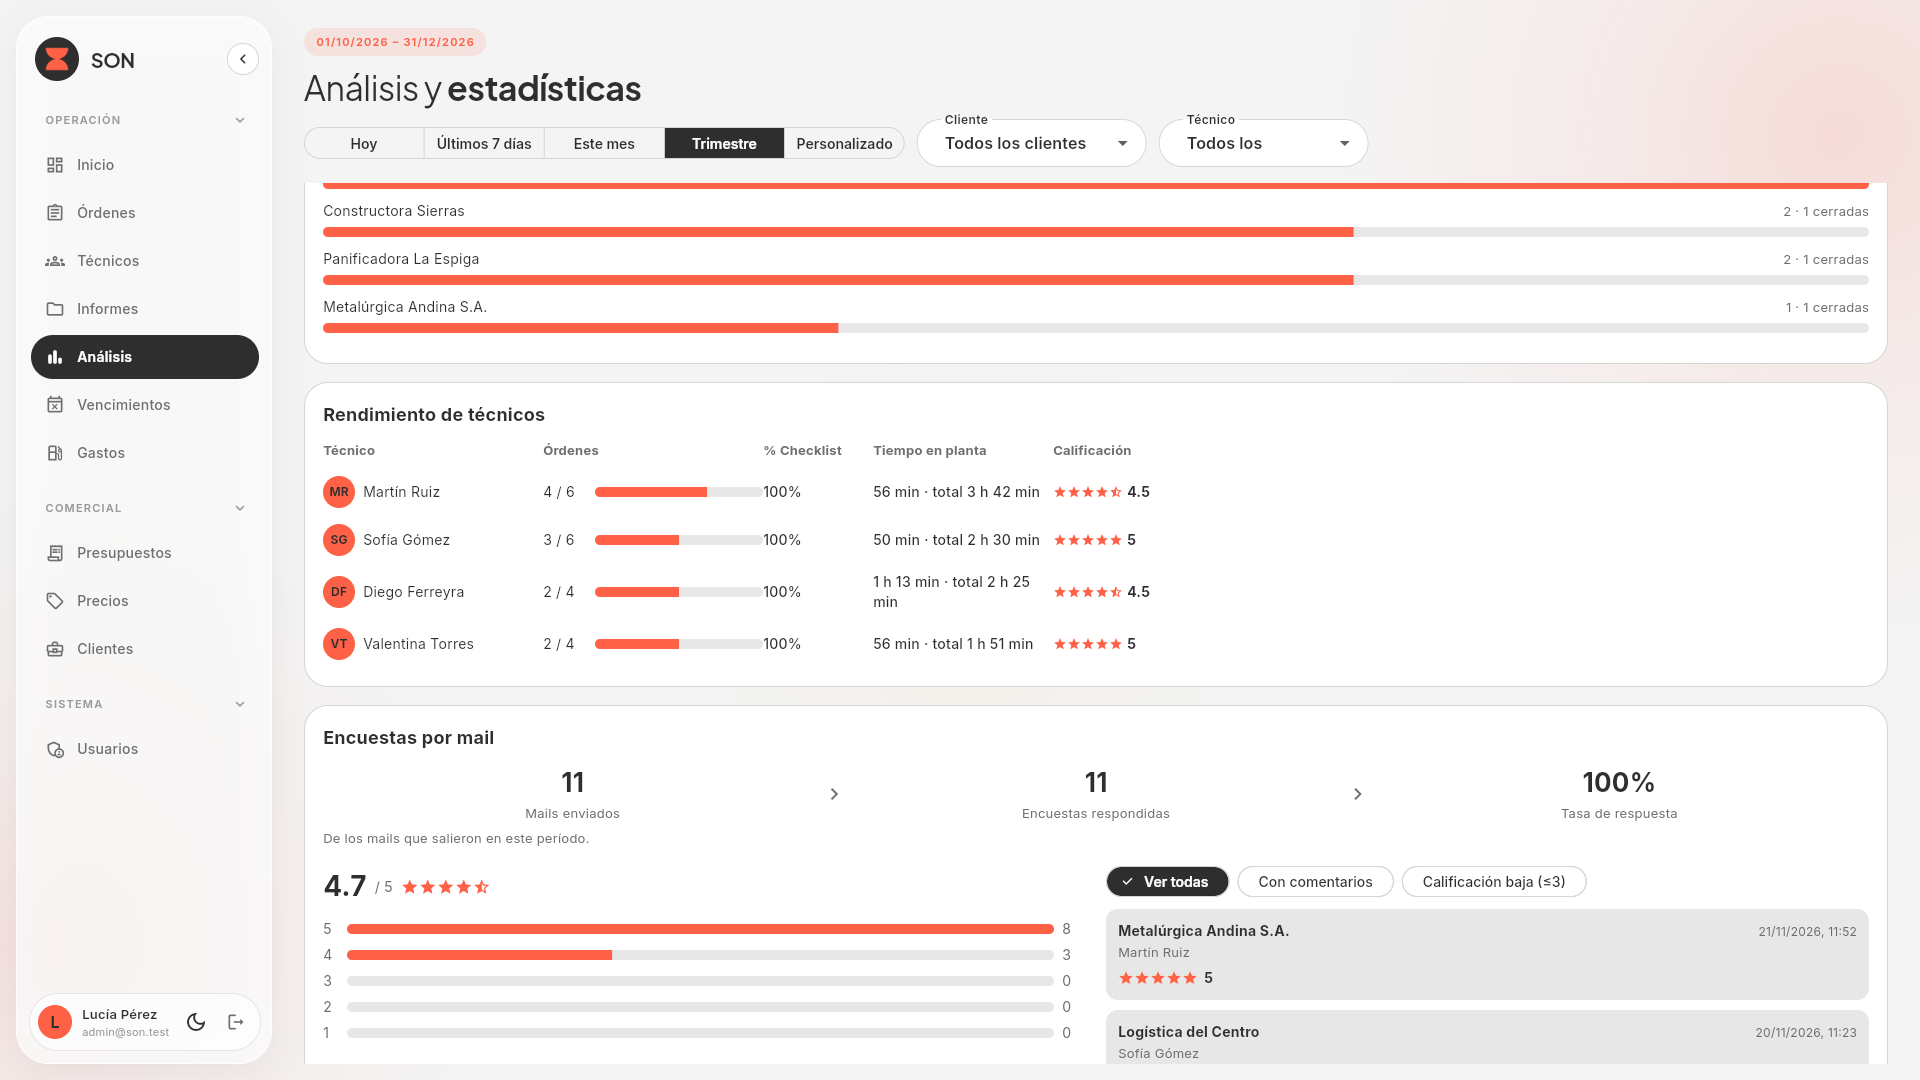 SON
OPERACIÓN
Inicio
Órdenes
Técnicos
Informes
Análisis
Vencimientos
Gastos
COMERCIAL
Presupuestos
Precios
Clientes
SISTEMA
Usuarios
L
Lucía Pérez
admin@son.test
01/10/2026 – 31/12/2026
Análisis y estadísticas
Hoy
Últimos 7 días
Este mes
Trimestre
Personalizado
Cliente
Todos los clientes
Técnico
Todos los
Constructora Sierras
2 · 1 cerradas
Panificadora La Espiga
2 · 1 cerradas
Metalúrgica Andina S.A.
1 · 1 cerradas
Rendimiento de técnicos
Técnico Órdenes % Checklist Tiempo en planta Calificación
MR Martín Ruiz 4 / 6 100% 56 min · total 3 h 42 min 4.5
SG Sofía Gómez 3 / 6 100% 50 min · total 2 h 30 min 5
DF Diego Ferreyra 2 / 4 100% 1 h 13 min · total 2 h 25 min 4.5
VT Valentina Torres 2 / 4 100% 56 min · total 1 h 51 min 5
Encuestas por mail
11
Mails enviados
11
Encuestas respondidas
100%
Tasa de respuesta
De los mails que salieron en este período.
4.7 / 5
5 8
4 3
3 0
2 0
1 0
Ver todas
Con comentarios
Calificación baja (≤3)
Metalúrgica Andina S.A.
21/11/2026, 11:52
Martín Ruiz
5
Logística del Centro
20/11/2026, 11:23
Sofía Gómez